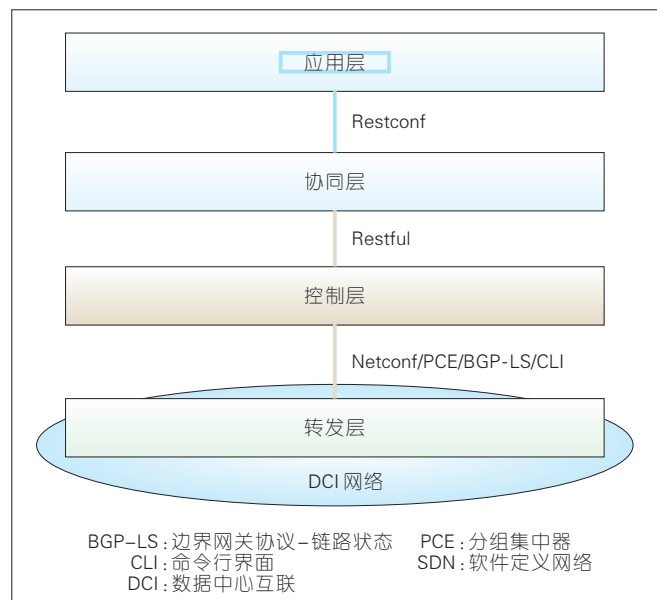 应用层
Restconf
协同层
Restful
控制层
Netconf/PCE/BGP-LS/CLI
转发层
DCI 网络
BGP-LS:边界网关协议-链路状态 PCE:分组集中器
CLI:命令行界面 SDN:软件定义网络
DCI:数据中心互联